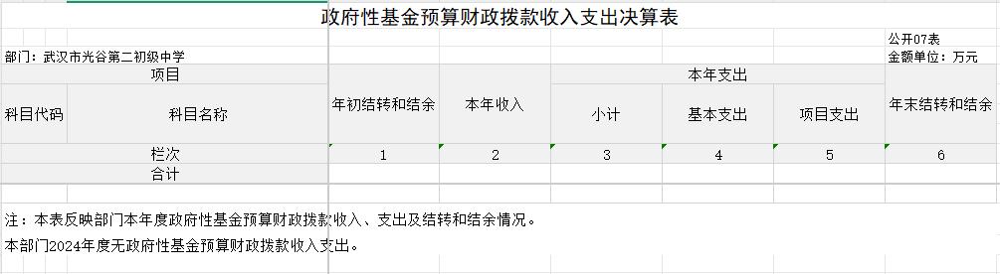 政府性基金预算财政拨款收入支出决算表
公开07表
部门：武汉市光谷第二初级中学 金额单位：万元
项目 年初结转和结余 本年收入 本年支出 年末结转和结余
科目代码 科目名称 小计 基本支出 项目支出
栏次 1 2 3 4 5 6
合计
注：本表反映部门本年度政府性基金预算财政拨款收入、支出及结转和结余情况。
本部门2024年度无政府性基金预算财政拨款收入支出。